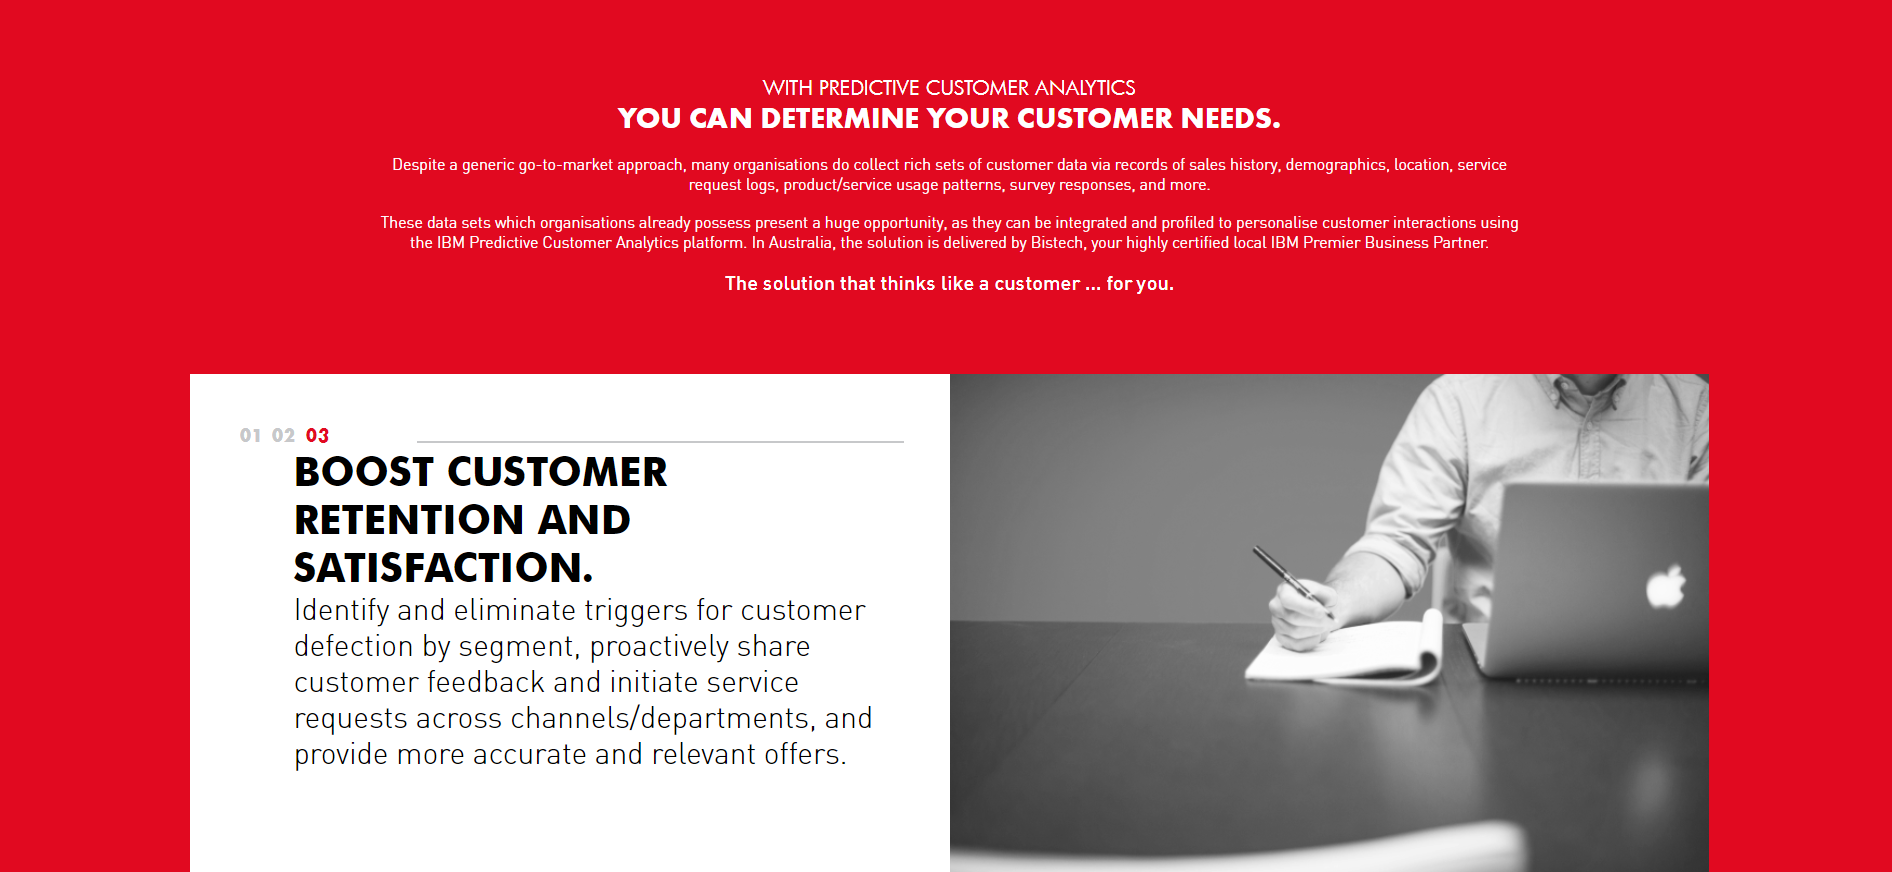 WITH PREDICTIVE CUSTOMER ANALYTICS
YOU CAN DETERMINE YOUR CUSTOMER NEEDS.
Despite a generic go-to-market approach, many organisations do collect rich sets of customer data via records of sales history, demographics, location, service
request logs, product/service usage patterns, survey responses, and more.
These data sets which organisations already possess present a huge opportunity, as they can be integrated and profiled to personalise customer interactions using
the IBM Predictive Customer Analytics platform. In Australia, the solution is delivered by Bistech, your highly certified local IBM Premier Business Partner.
The solution that thinks like a customer ... for you.
01 02 03
BOOST CUSTOMER
RETENTION AND
SATISFACTION.
Identify and eliminate triggers for customer
defection by segment, proactively share
customer feedback and initiate service
requests across channels/departments, and
provide more accurate and relevant offers.